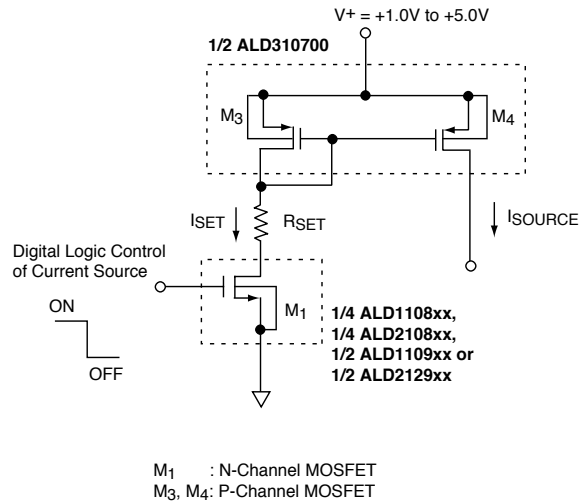 V+ = +1.0V to +5.0V
1/2 ALD310700
M3
M4
ISET
RSET
ISOURCE
Digital Logic Control
of Current Source
ON
OFF
M1
1/4 ALD1108xx,
1/4 ALD2108xx,
1/2 ALD1109xx or
1/2 ALD2129xx
M1 : N-Channel MOSFET
M3, M4: P-Channel MOSFET